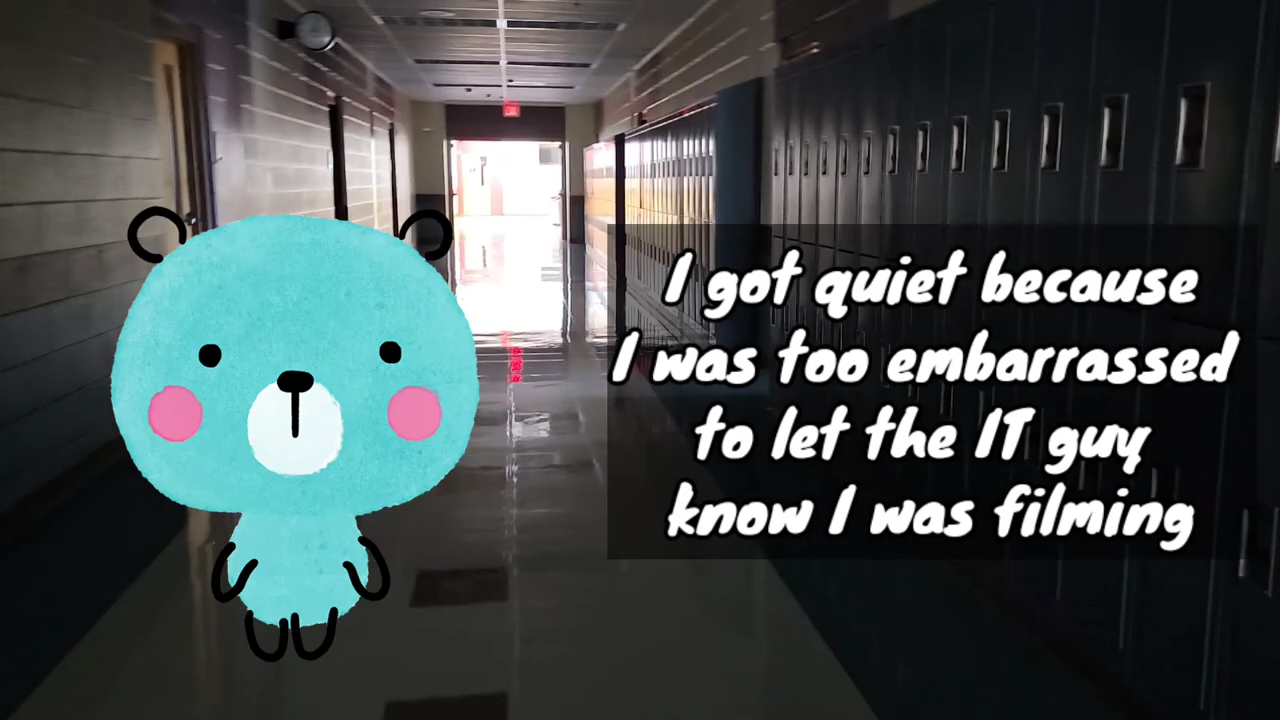 I got quiet because
I was too embarrassed
to let the IT guy
know I was filming